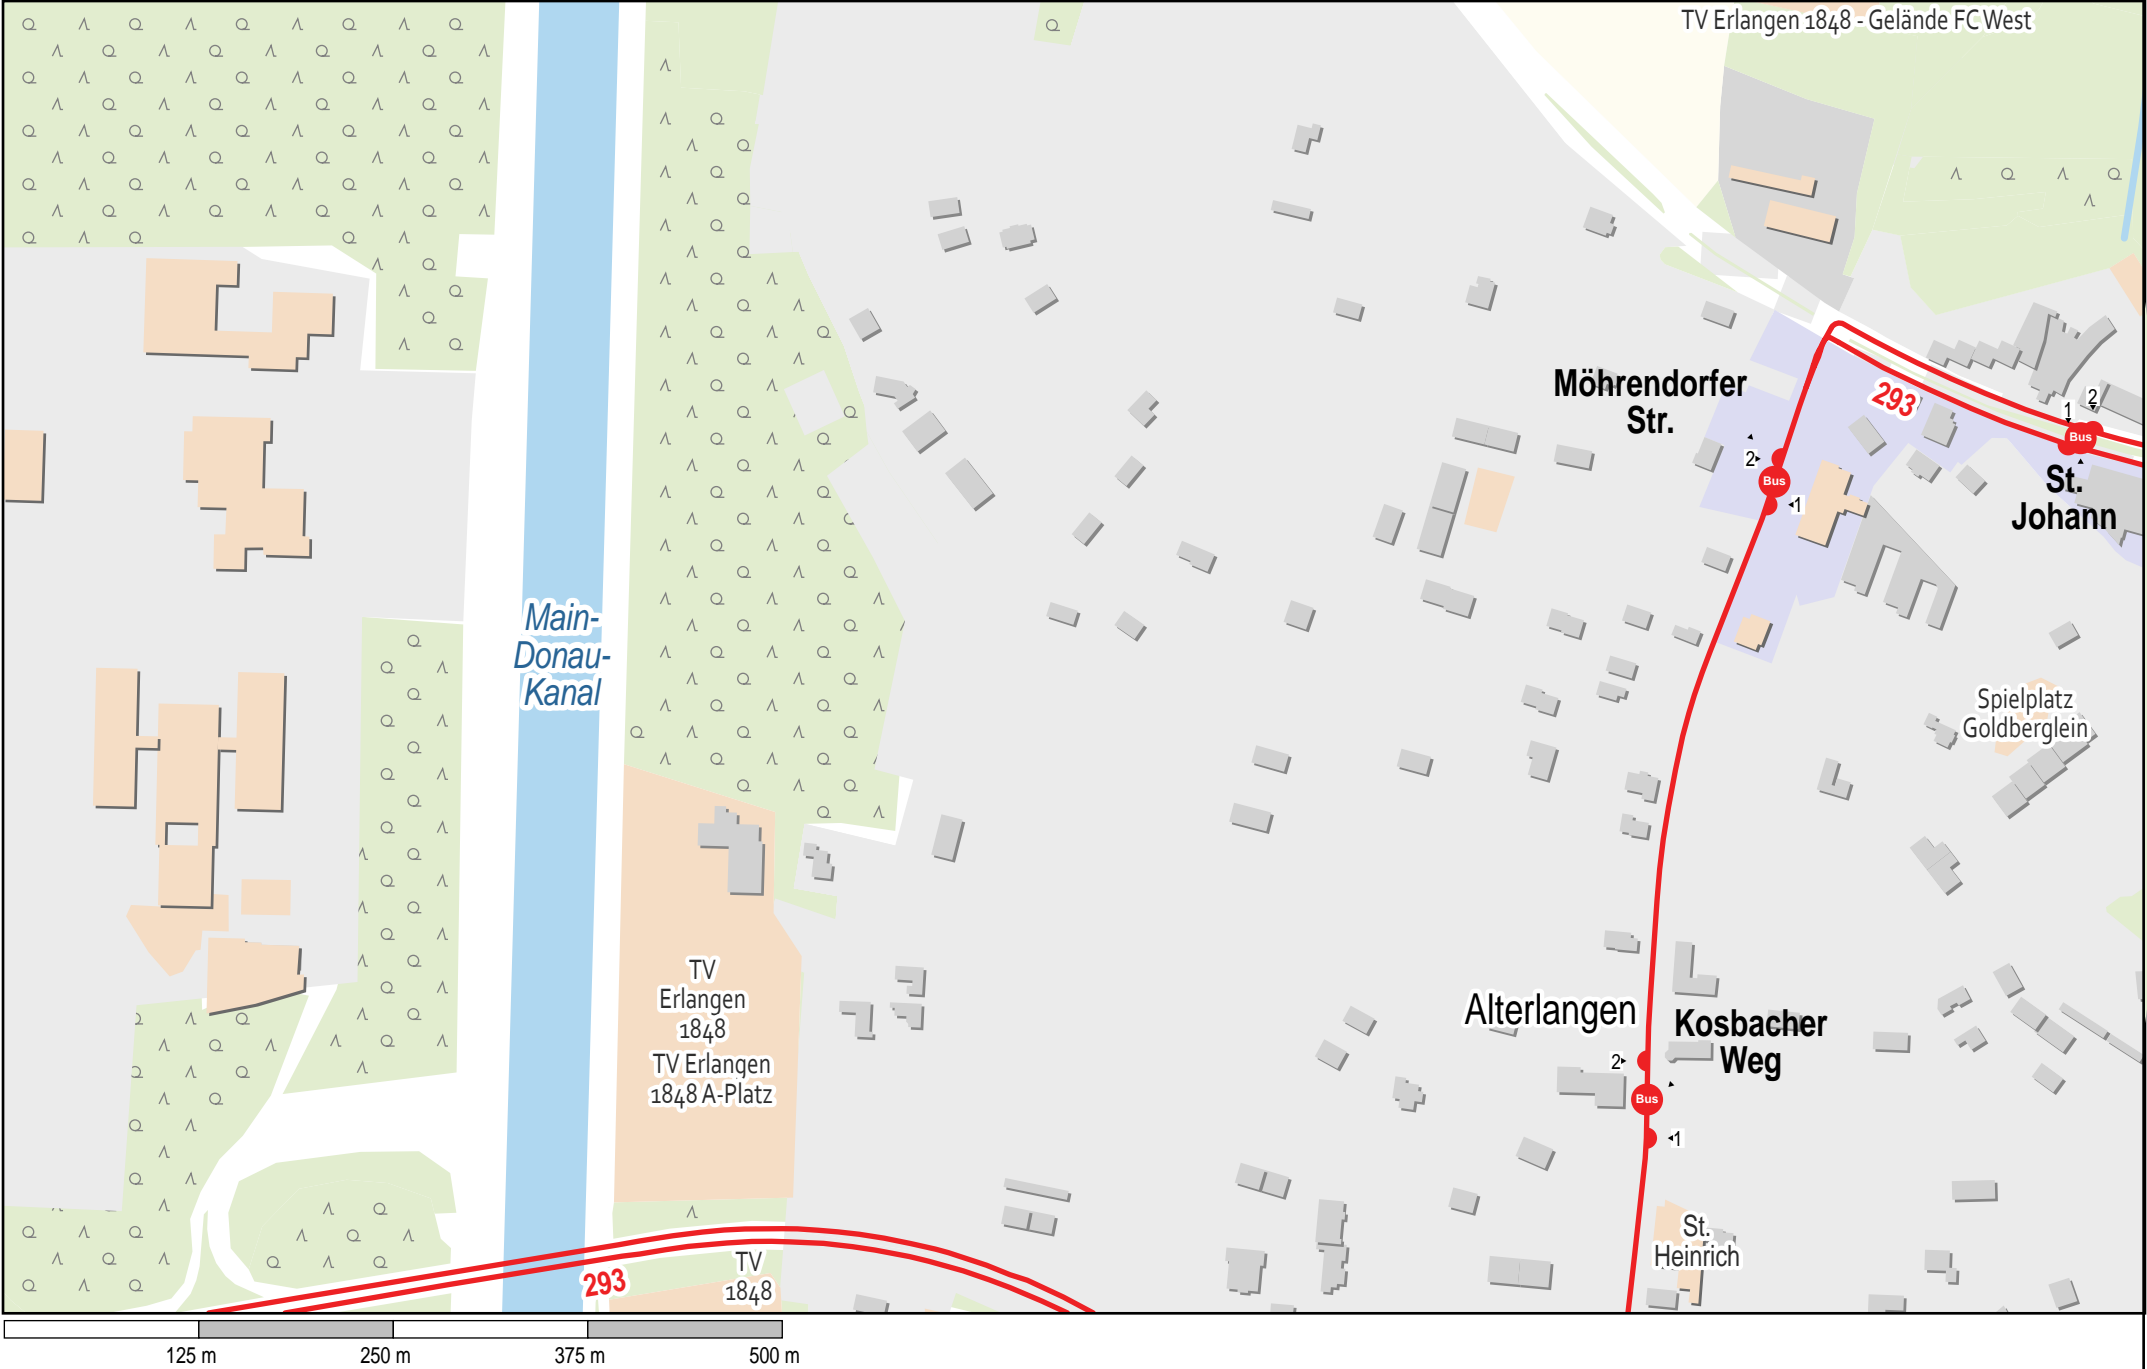 TV Erlangen 1848 - Gelände FC West
Möhrendorfer
Str.
293
1
2
Bus
2
Bus
1
St.
Johann
Main-
Donau-
Kanal
Spielplatz
Goldberglein
TV
Erlangen
1848
TV Erlangen
1848 A-Platz
Alterlangen
Kosbacher
Weg
2
Bus
1
St.
Heinrich
TV
1848
293
125 m
250 m
375 m
500 m